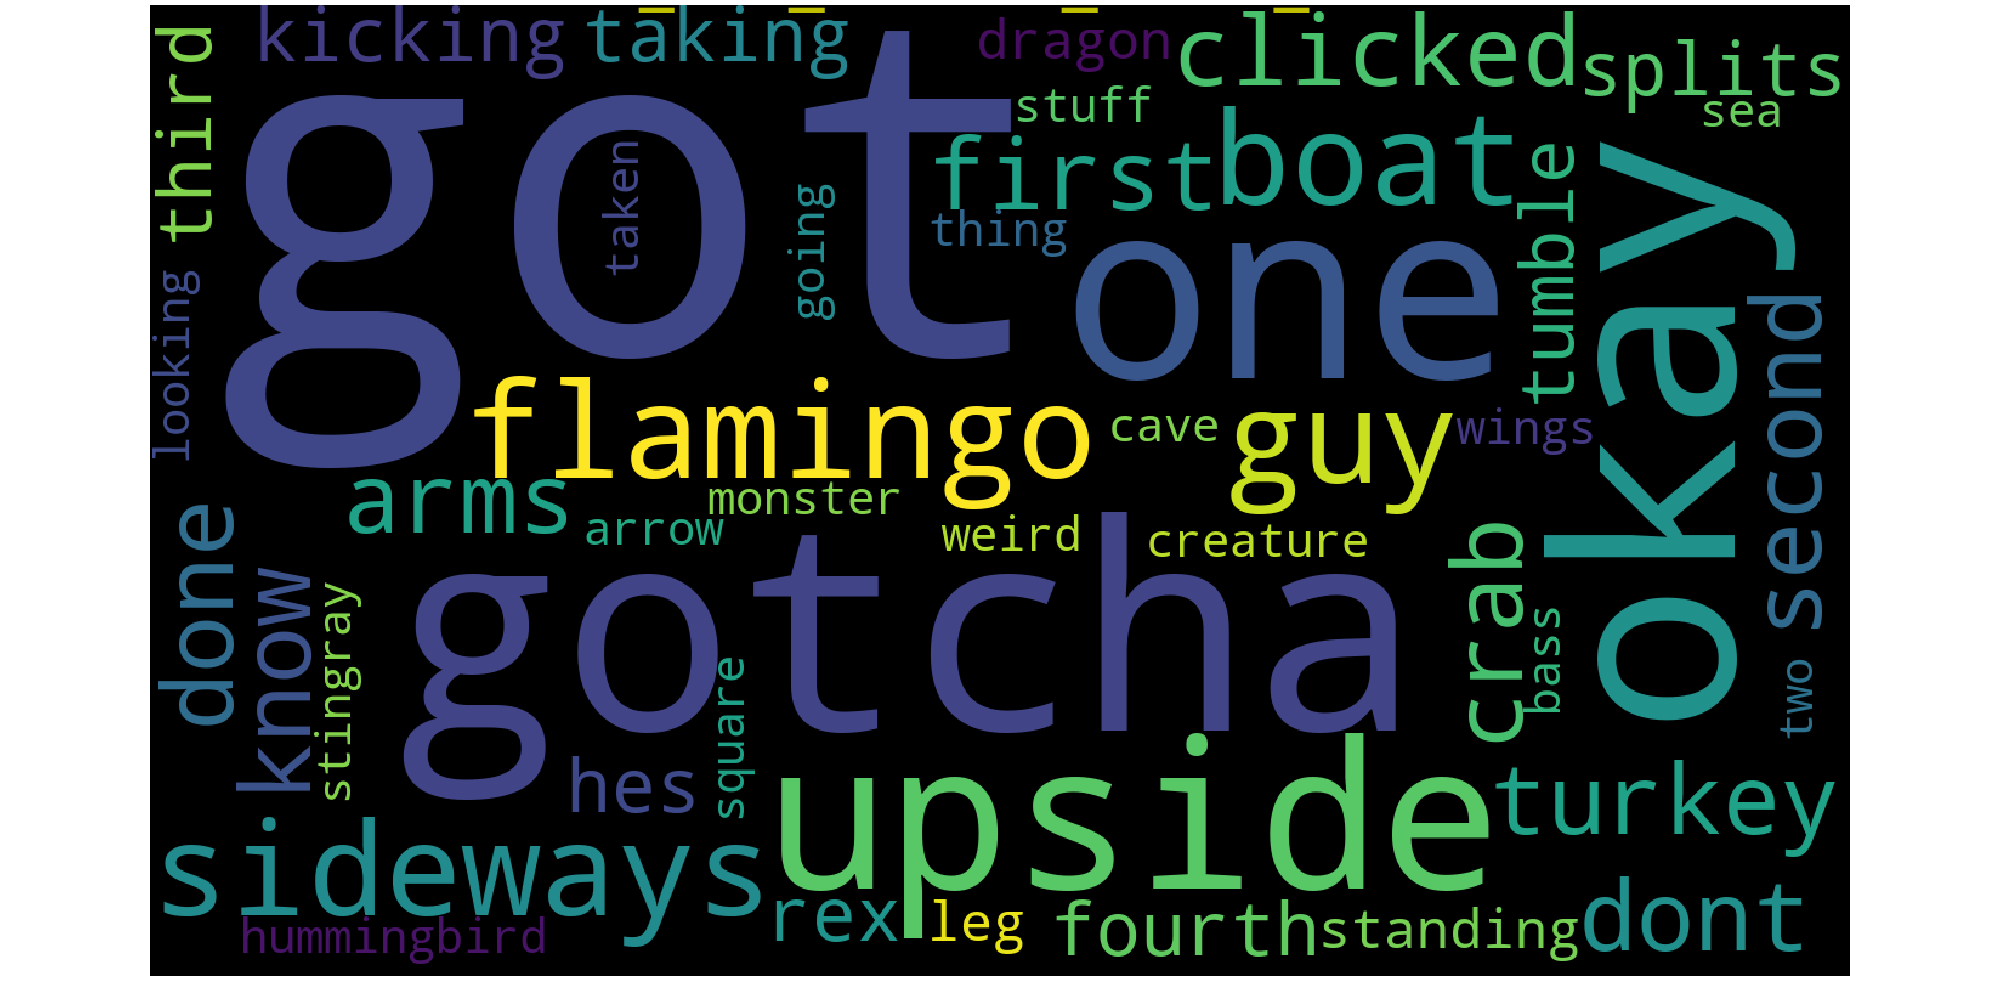 kicking
taking
dragon
clicked
splits
third
got
stuff
sea
first
boat
taken
going
thing
one
tumble
okay
second
looking
flamingo
cave
guy
wings
arms
monster
arrow
weird
creature
done
know
stingray
gotcha
crab
bass
two
square
hes
upside
turkey
sideways
rex
leg
fourth
standing
dont
hummingbird